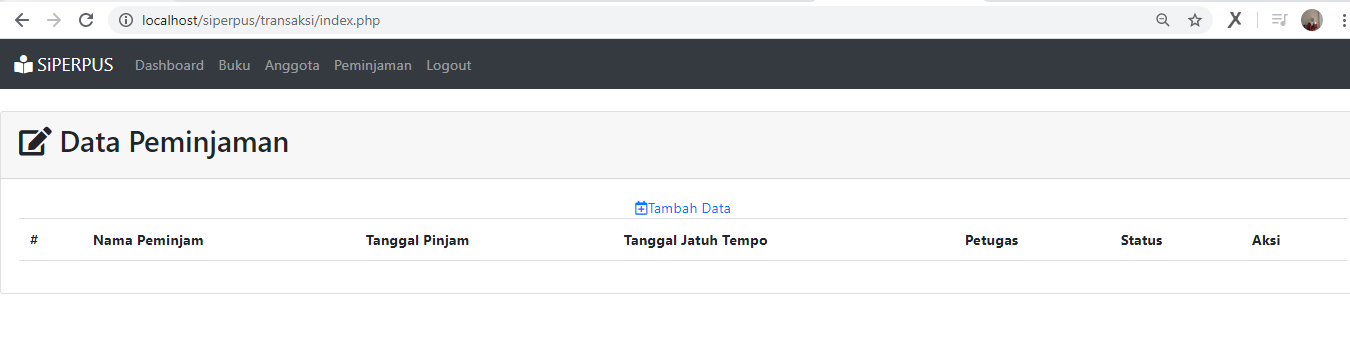 localhost/siperpus/transaksi/index.php
SiPERPUS Dashboard Buku Anggota Peminjaman Logout
Data Peminjaman
Tambah Data
# Nama Peminjam Tanggal Pinjam Tanggal Jatuh Tempo Petugas Status Aksi